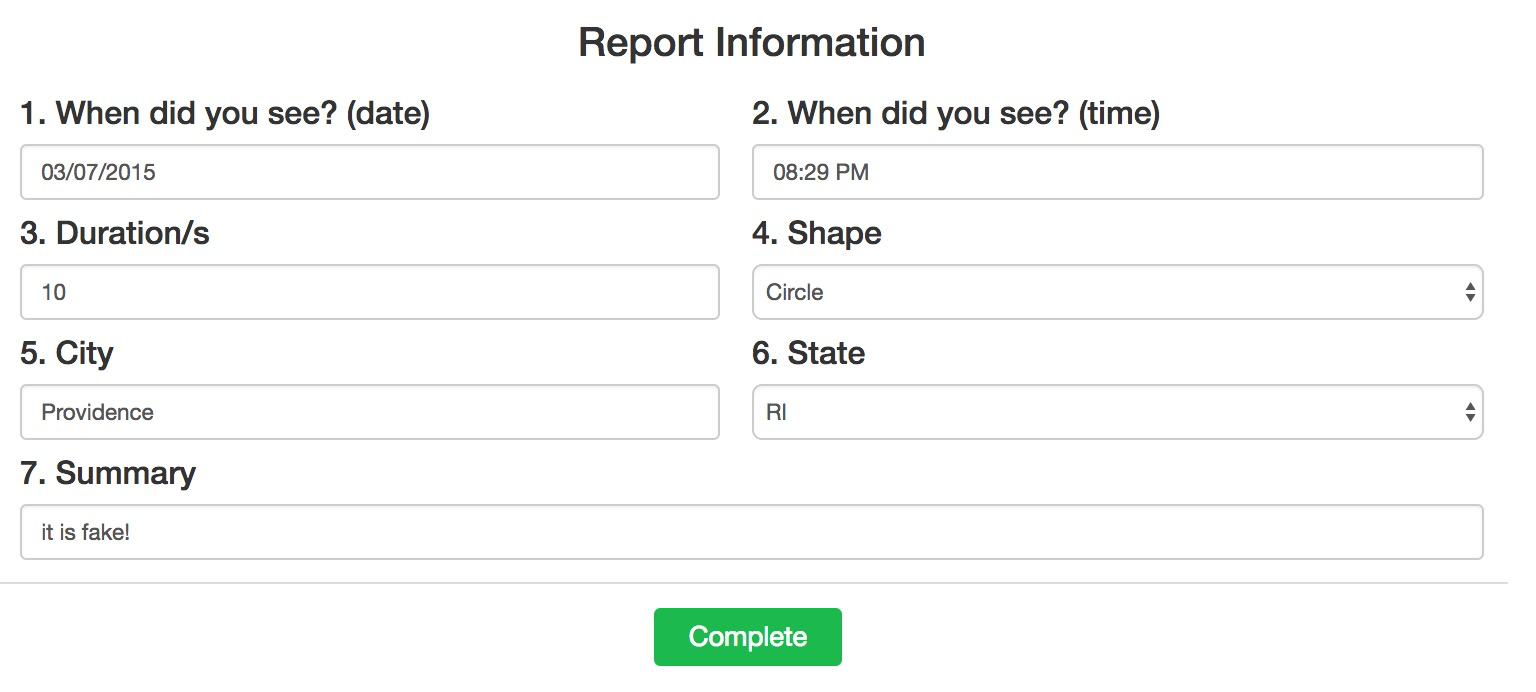 Report Information
1. When did you see? (date)
2. When did you see? (time)
03/07/2015
08:29 PM
3. Duration/s
4. Shape
10
Circle
5. City
6. State
Providence
RI
7. Summary
it is fake!
Complete